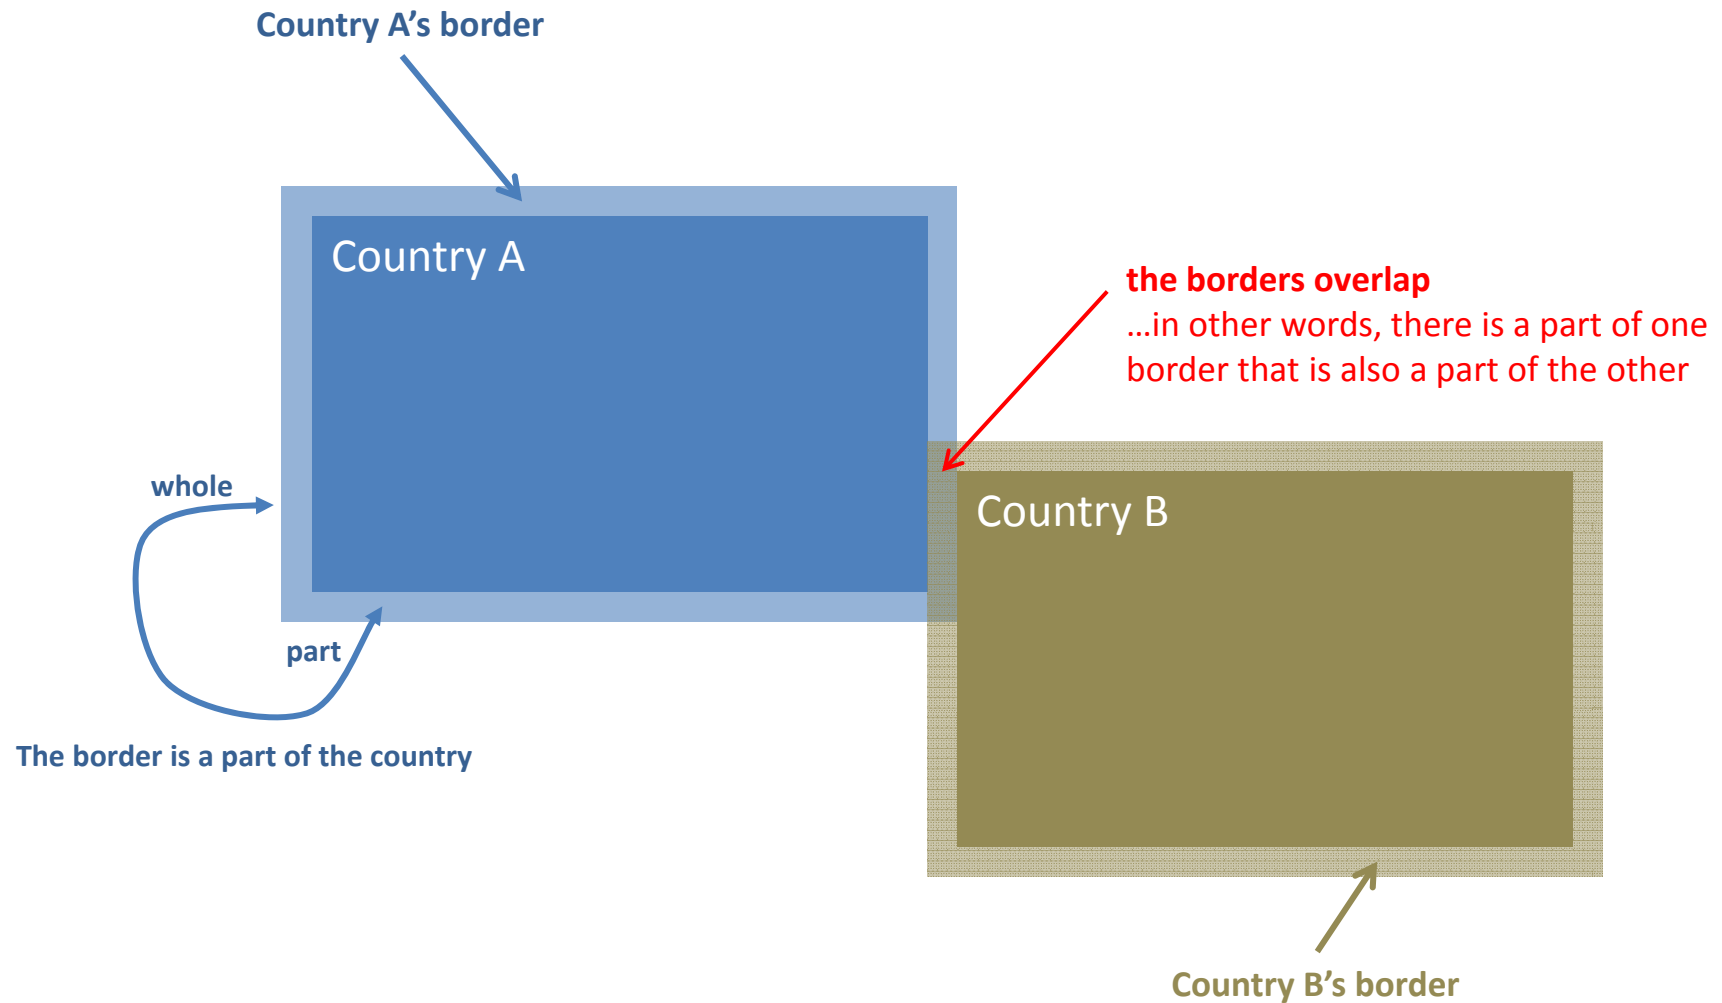 Country A’s border
Country A
the borders overlap
…in other words, there is a part of one
border that is also a part of the other
whole
Country B
part
The border is a part of the country
Country B’s border